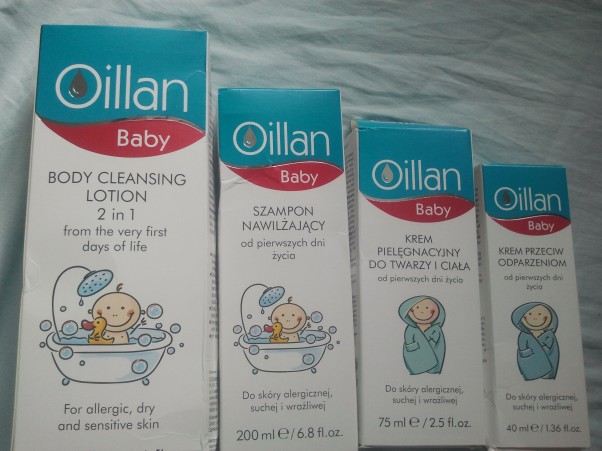 Oillan
Baby
BODY CLEANSING
LOTION
2 in 1
from the very first
days of life
For allergic, dry
and sensitive skin
Oillan
Baby
SZAMPON
NAWILŻAJĄCY
od pierwszych dni
życia
Do skóry alergicznej,
suchej i wrażliwej
200 ml e / 6.8 fl.oz.
Oillan
Baby
KREM
PIELĘGNACYJNY
DO TWARZY I CIAŁA
od pierwszych dni życia
Do skóry alergicznej,
suchej i wrażliwej
75 ml e / 2.5 fl.oz.
Oillan
Baby
KREM PRZECIW
ODPARZENIOM
od pierwszych dni
życia
Do skóry alergicznej,
suchej i wrażliwej
40 ml e / 1.36 fl.oz.